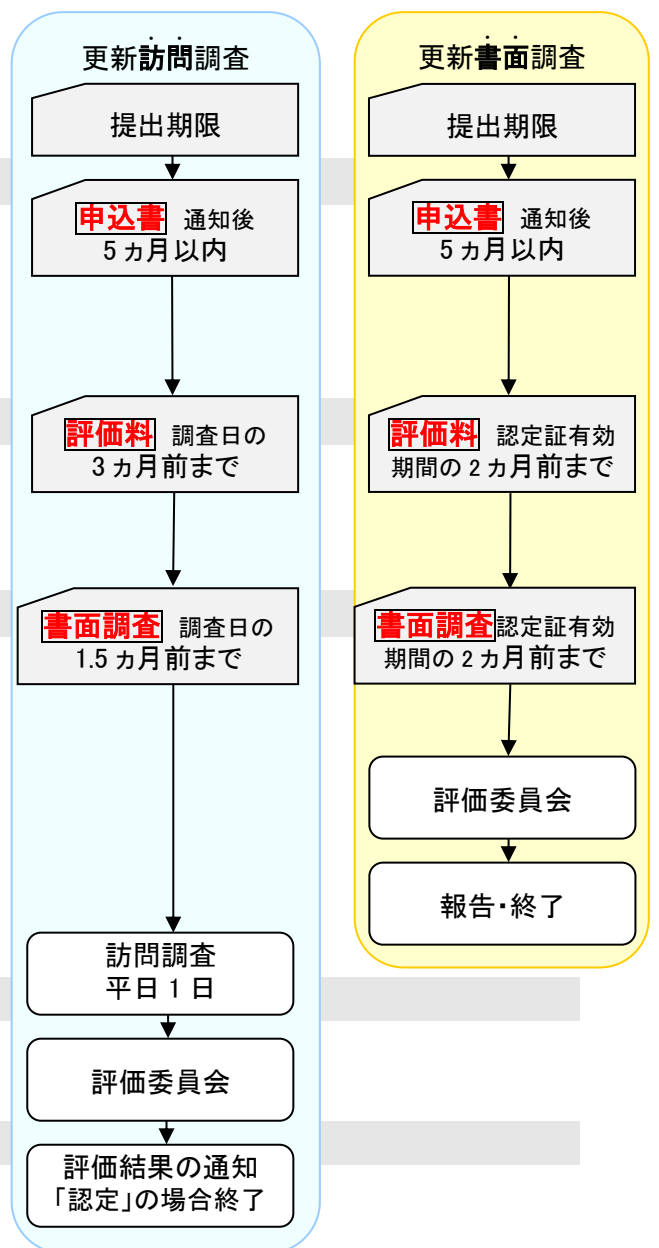 更新訪問調査
提出期限
申込書 通知後
5ヵ月以内
評価料 調査日の
3ヵ月前まで
書面調査 調査日の
1.5ヵ月前まで
訪問調査
平日1日
評価委員会
評価結果の通知
「認定」の場合終了
更新書面調査
提出期限
申込書 通知後
5ヵ月以内
評価料 認定証有効
期間の2ヵ月前まで
書面調査認定証有効
期間の2ヵ月前まで
評価委員会
報告・終了